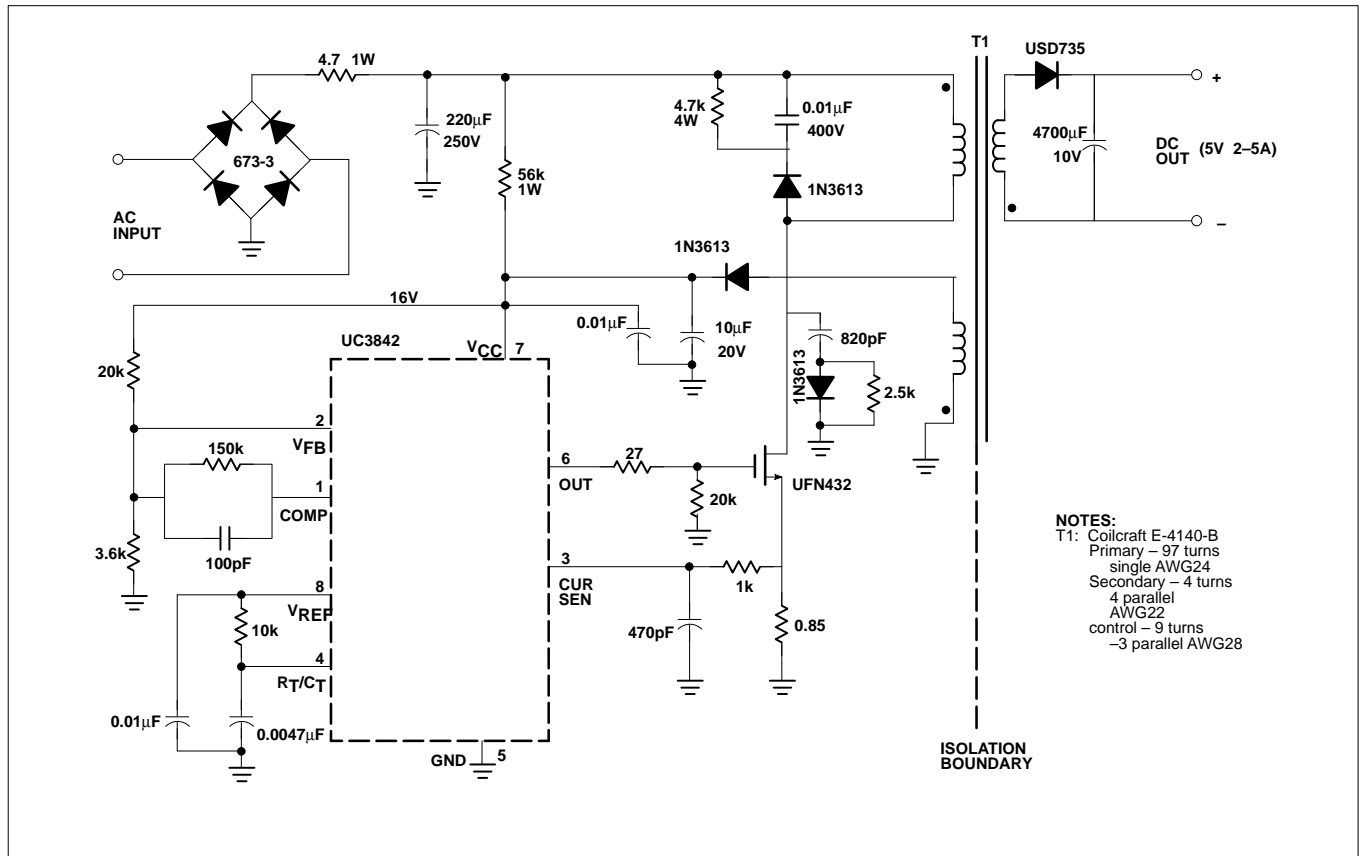 T1
USD735
4.7 1W
+
220µF
250V
4.7k
4W
0.01µF
400V
4700µF
10V
DC
OUT (5V 2–5A)
673-3
56k
1W
1N3613
AC
INPUT
–
1N3613
16V
0.01µF
10µF
20V
820pF
UC3842
VCC 7
1N3613
20k
2.5k
2
VFB
150k
6
OUT
27
UFN432
1
COMP
20k
3.6k
100pF
3
CUR
SEN
1k
8
VREF
10k
470pF
0.85
4
RT/CT
0.01µF
0.0047µF
GND 5
ISOLATION
BOUNDARY
NOTES:
T1: Coilcraft E-4140-B
Primary – 97 turns
single AWG24
Secondary – 4 turns
4 parallel
AWG22
control – 9 turns
–3 parallel AWG28